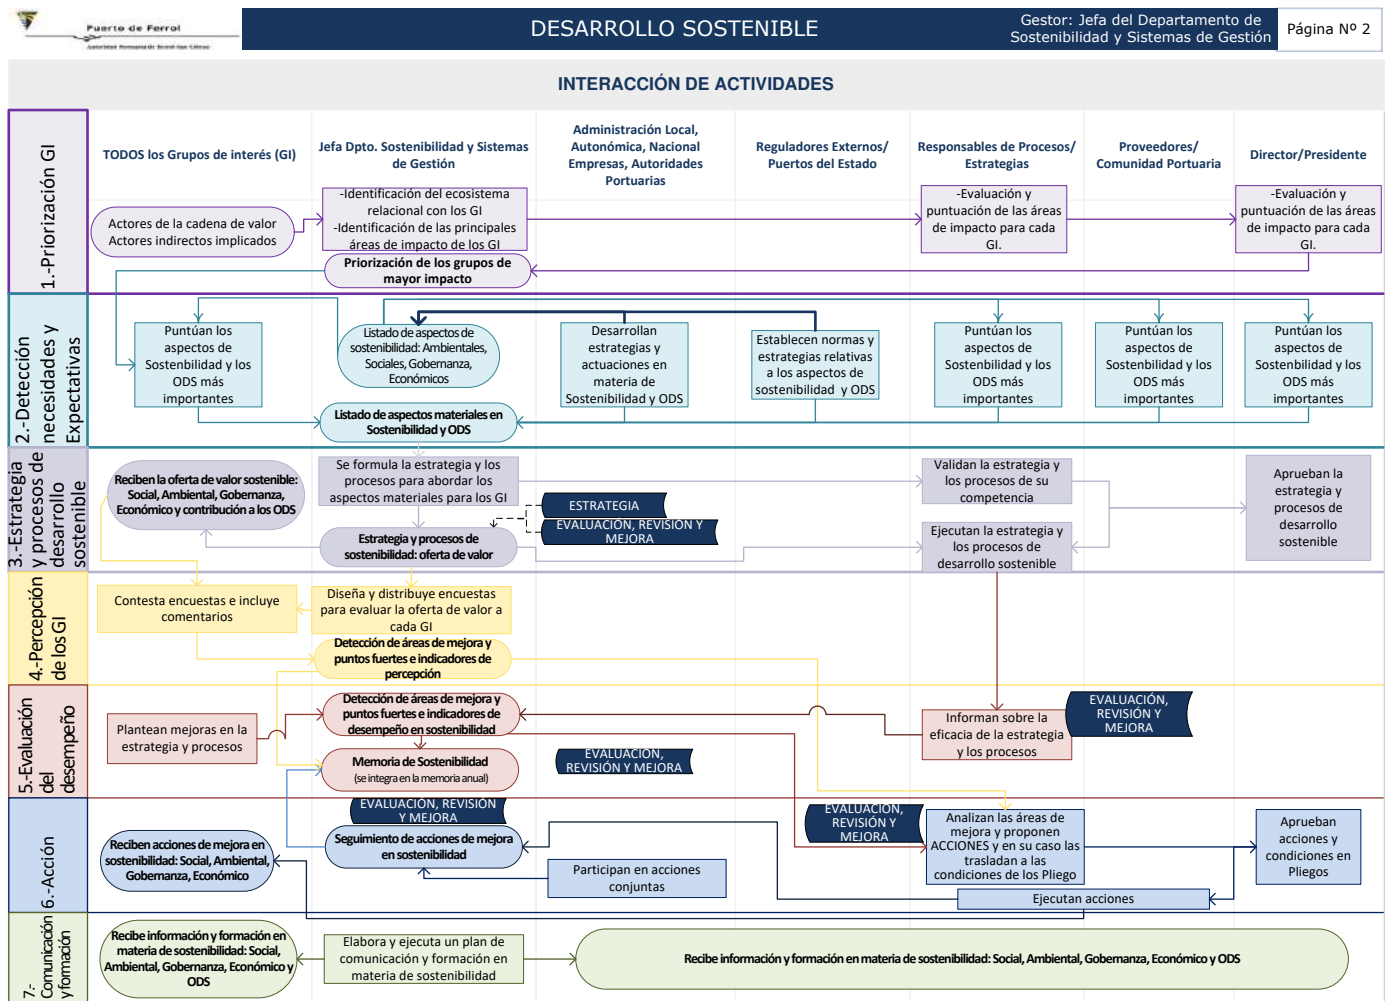 Puerto de Ferrol
Autoridad Portuaria de Ferrol-San Cibrao
DESARROLLO SOSTENIBLE
Gestor: Jefa del Departamento de
Sostenibilidad y Sistemas de Gestión
Página Nº 2
INTERACCIÓN DE ACTIVIDADES
1.-Priorización GI
TODOS los Grupos de interés (GI)
Jefa Dpto. Sostenibilidad y Sistemas
de Gestión
Administración Local,
Autonómica, Nacional
Empresas, Autoridades
Portuarias
Reguladores Externos/
Puertos del Estado
Responsables de Procesos/
Estrategias
Proveedores/
Comunidad Portuaria
Director/Presidente
Actores de la cadena de valor
Actores indirectos implicados
-Identificación del ecosistema
relacional con los GI
-Identificación de las principales
áreas de impacto de los GI
-Evaluación y
puntuación de las áreas
de impacto para cada
GI.
-Evaluación y
puntuación de las áreas
de impacto para cada
GI.
Priorización de los grupos de
mayor impacto
2.-Detección
necesidades y
Expectativas
Puntúan los
aspectos de
Sostenbilidad y los
ODS más
importantes
Listado de aspectos de
sostenibilidad: Ambientales,
Sociales, Gobernanza,
Económicos
Desarrollan
estrategias y
actuaciones en
materia de
Sostenibilidad y ODS
Establecen normas y
estrategias relativas
a los aspectos de
sostenibilidad y ODS
Puntúan los
aspectos de
Sostenbilidad y los
ODS más
importantes
Puntúan los
aspectos de
Sostenbilidad y los
ODS más
importantes
Puntúan los
aspectos de
Sostenbilidad y los
ODS más
importantes
Listado de aspectos materiales en
Sostenibilidad y ODS
3.-Estrategia
y procesos de
desarrollo
sostenible
Reciben la oferta de valor sostenible:
Social, Ambiental, Gobernanza,
Económico y contribución a los ODS
Se formula la estrategia y los
procesos para abordar los
aspectos materiales para los GI
ESTRATEGIA
EVALUACIÓN, REVISIÓN Y
MEJORA
Estrategia y procesos de
sostenibilidad: oferta de valor
Validan la estrategia y
los procesos de su
competencia
Ejecutan la estrategia y
los procesos de
desarrollo sostenible
Aprueban la
estrategia y
procesos de
desarrollo
sostenible
4.-Percepción
de los GI
Contesta encuestas e incluye
comentarios
Diseña y distribuye encuestas
para evaluar la oferta de valor a
cada GI
Detección de áreas de mejora y
puntos fuertes e indicadores de
percepción
5.-Evaluación
del
desempeño
Plantean mejoras en la
estrategia y procesos
Detección de áreas de mejora y
puntos fuertes e indicadores de
desempeño en sostenibilidad
Memoria de Sostenibilidad
(se integra en la memoria anual)
EVALUACIÓN,
REVISIÓN Y MEJORA
Informan sobre la
eficacia de la estrategia
y los procesos
EVALUACIÓN,
REVISIÓN Y
MEJORA
6.-Acción
Reciben acciones de mejora en
sostenibilidad: Social, Ambiental,
Gobernanza, Económico
EVALUACIÓN, REVISIÓN
Y MEJORA
Seguimiento de acciones de mejora
en sostenibilidad
Participan en acciones
conjuntas
EVALUACIÓN,
REVISIÓN Y
MEJORA
Analizan las áreas de
mejora y proponen
ACCIONES y en su caso las
trasladan a las
condiciones de los Pliego
Aprueban
acciones y
condiciones en
Pliegos
Ejecutan acciones
7.-
Comunicación
y formación
Recibe información y formación en
materia de sostenibilidad: Social,
Ambiental, Gobernanza, Económico y
ODS
Elabora y ejecuta un plan de
comunicación y formación en
materia de sostenibilidad
Recibe información y formación en materia de sostenibilidad: Social, Ambiental, Gobernanza, Económico y ODS